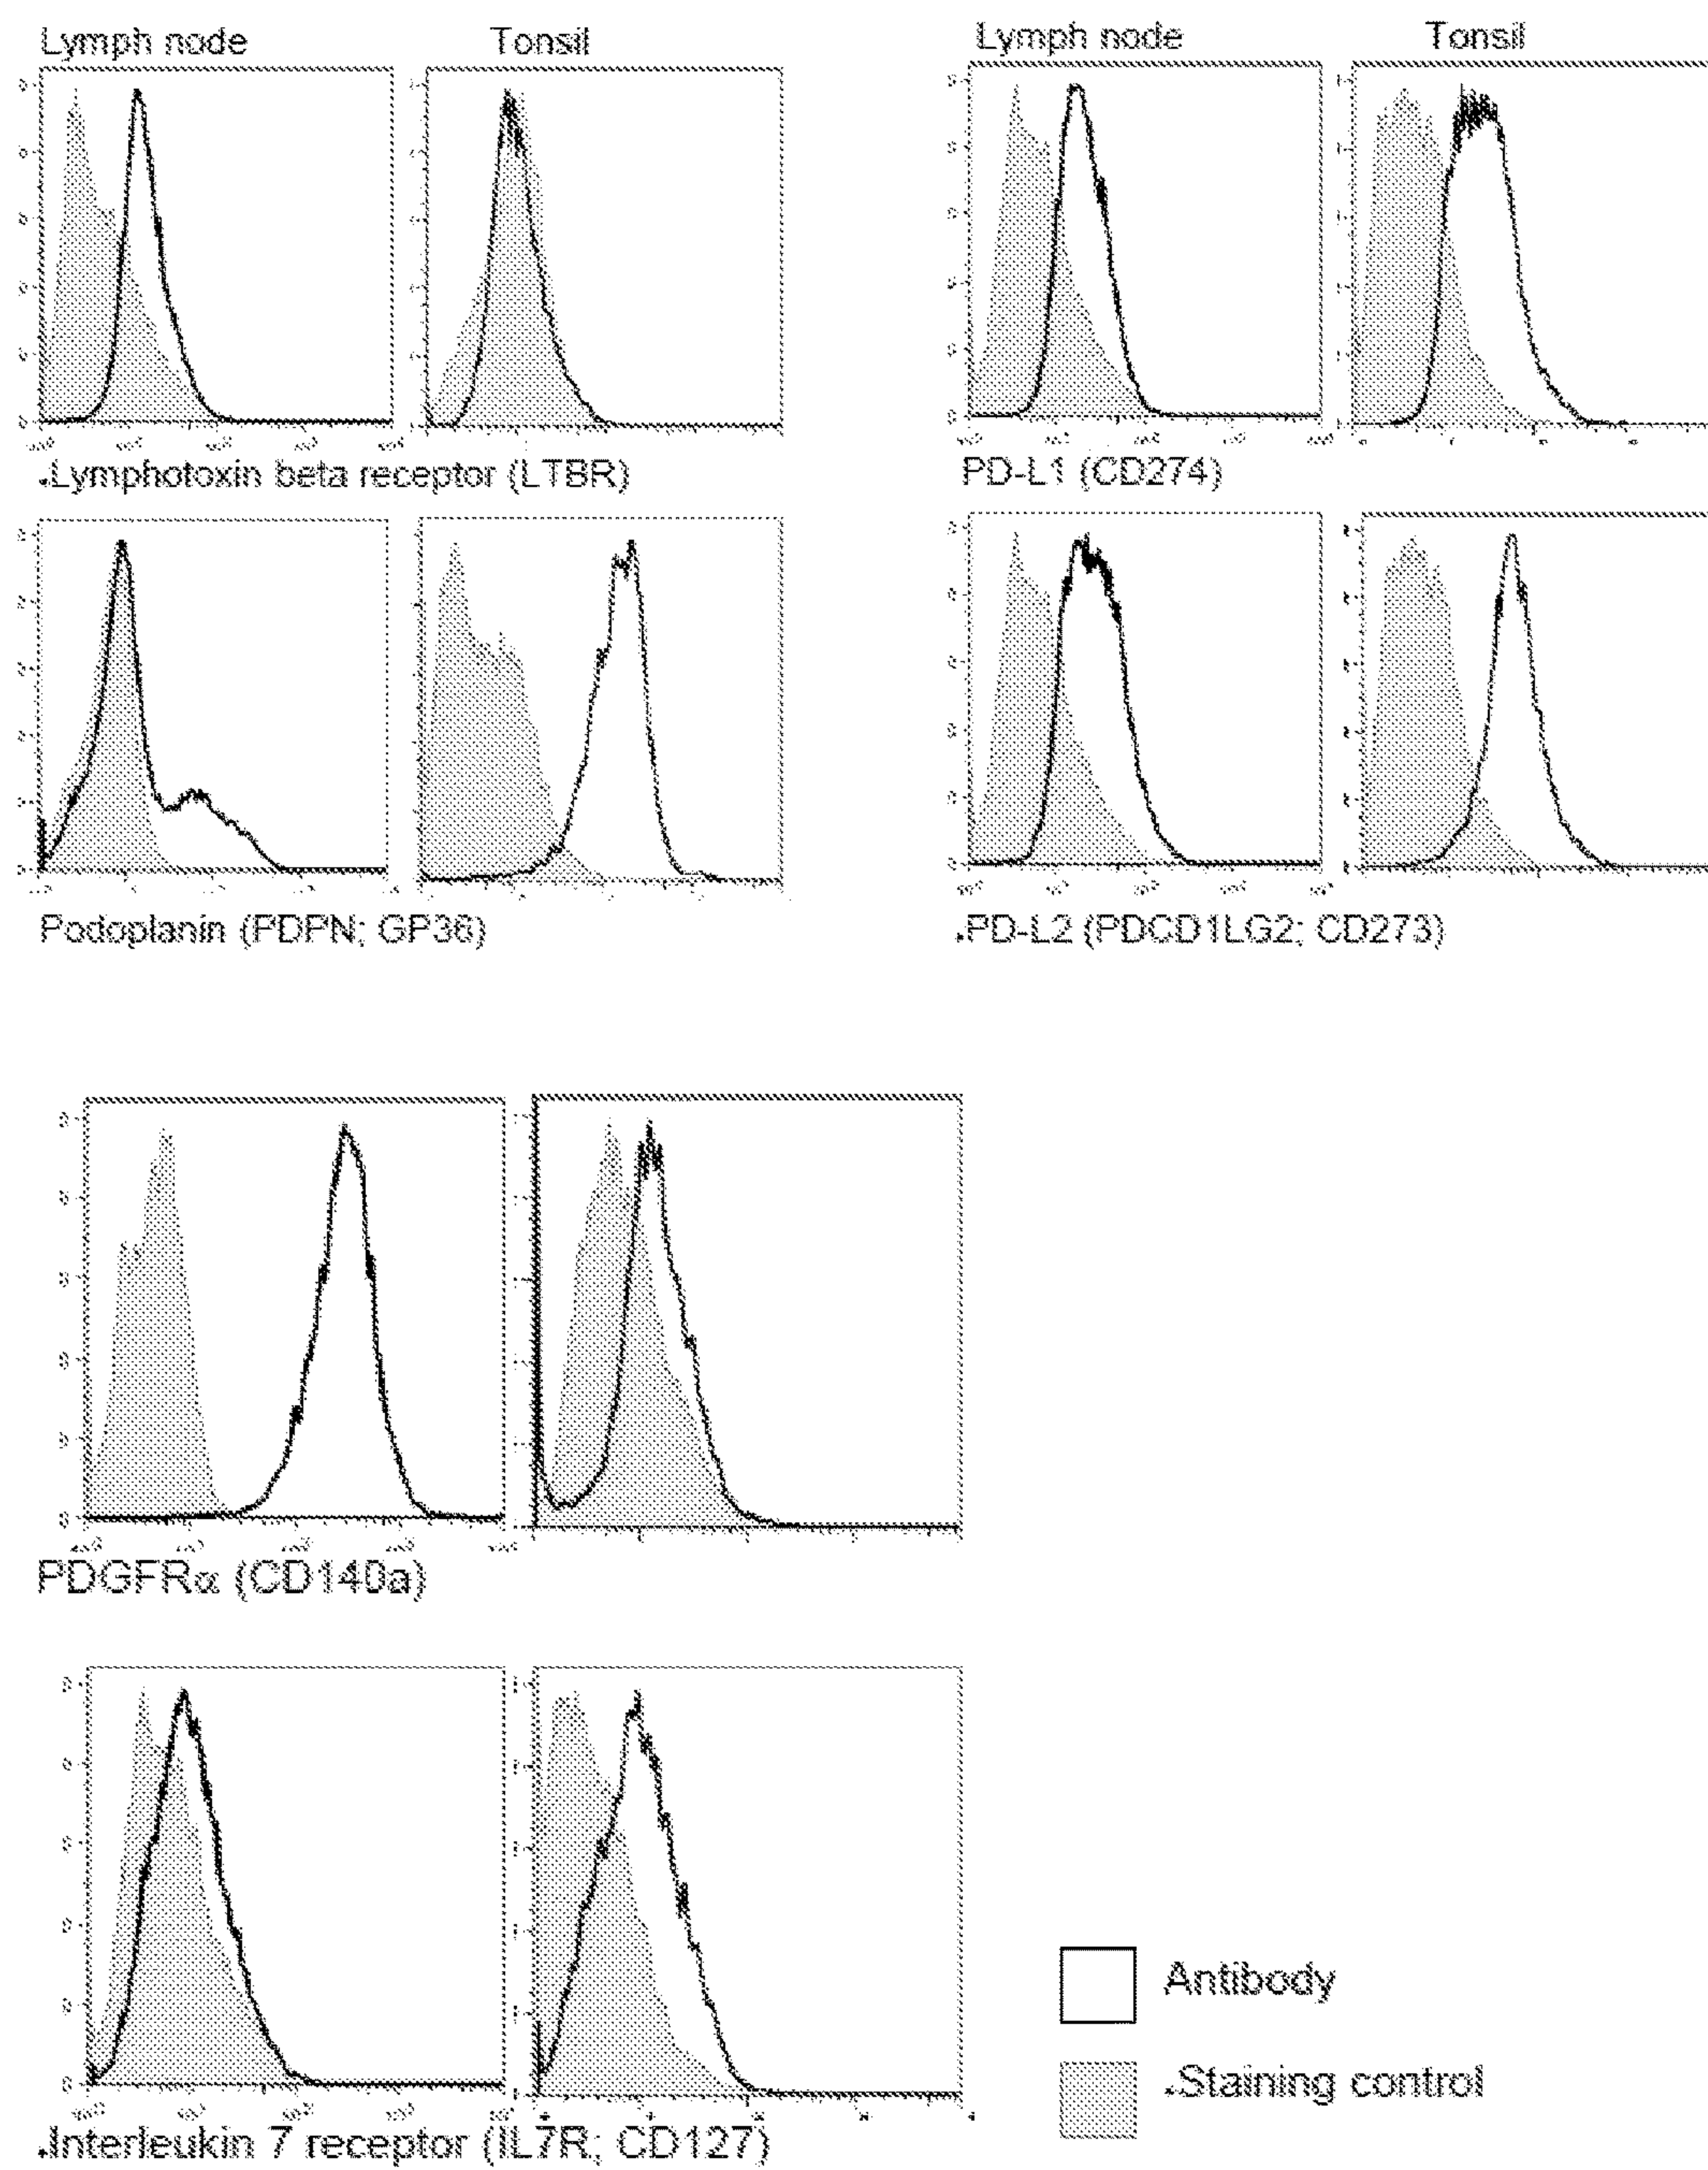 Lymph node Tonsil
Lymph node Tonsil
Lymphotoxin beta receptor (LTBR)
PD-L1 (CD274)
Podoplanin (PDPN; GP36)
PD-L2 (PDCD1LG2; CD273)
PDGFRα (CD140a)
Interleukin 7 receptor (IL7R; CD127)
Antibody
Staining control